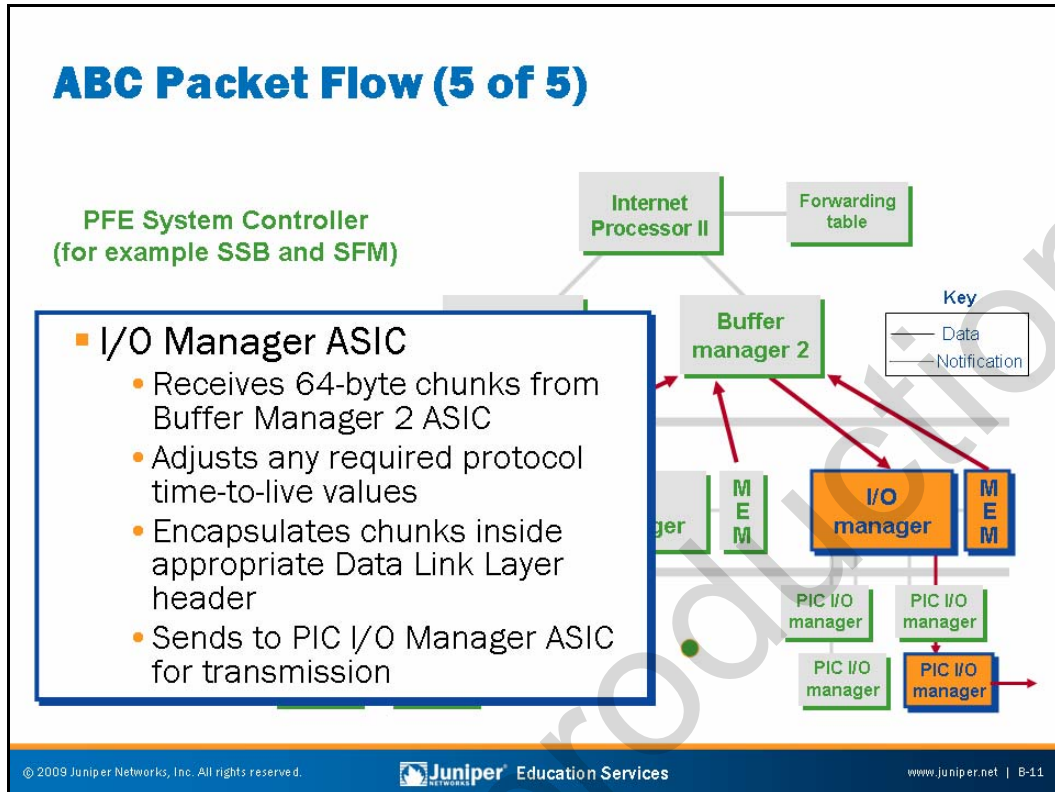 ABC Packet Flow (5 of 5)
PFE System Controller
(for example SSB and SFM)
Internet
Processor II
Forwarding
table
Key
Data
Notification
Buffer
manager 2
I/O Manager ASIC
Receives 64-byte chunks from
Buffer Manager 2 ASIC
Adjusts any required protocol
time-to-live values
Encapsulates chunks inside
appropriate Data Link Layer
header
Sends to PIC I/O Manager ASIC
for transmission
ger
M
E
M
I/O
manager
M
E
M
PIC I/O
manager
PIC I/O
manager
PIC I/O
manager
PIC I/O
manager
© 2009 Juniper Networks, Inc. All rights reserved.
Juniper NETWORKS Education Services
www.juniper.net | B-11
roduction